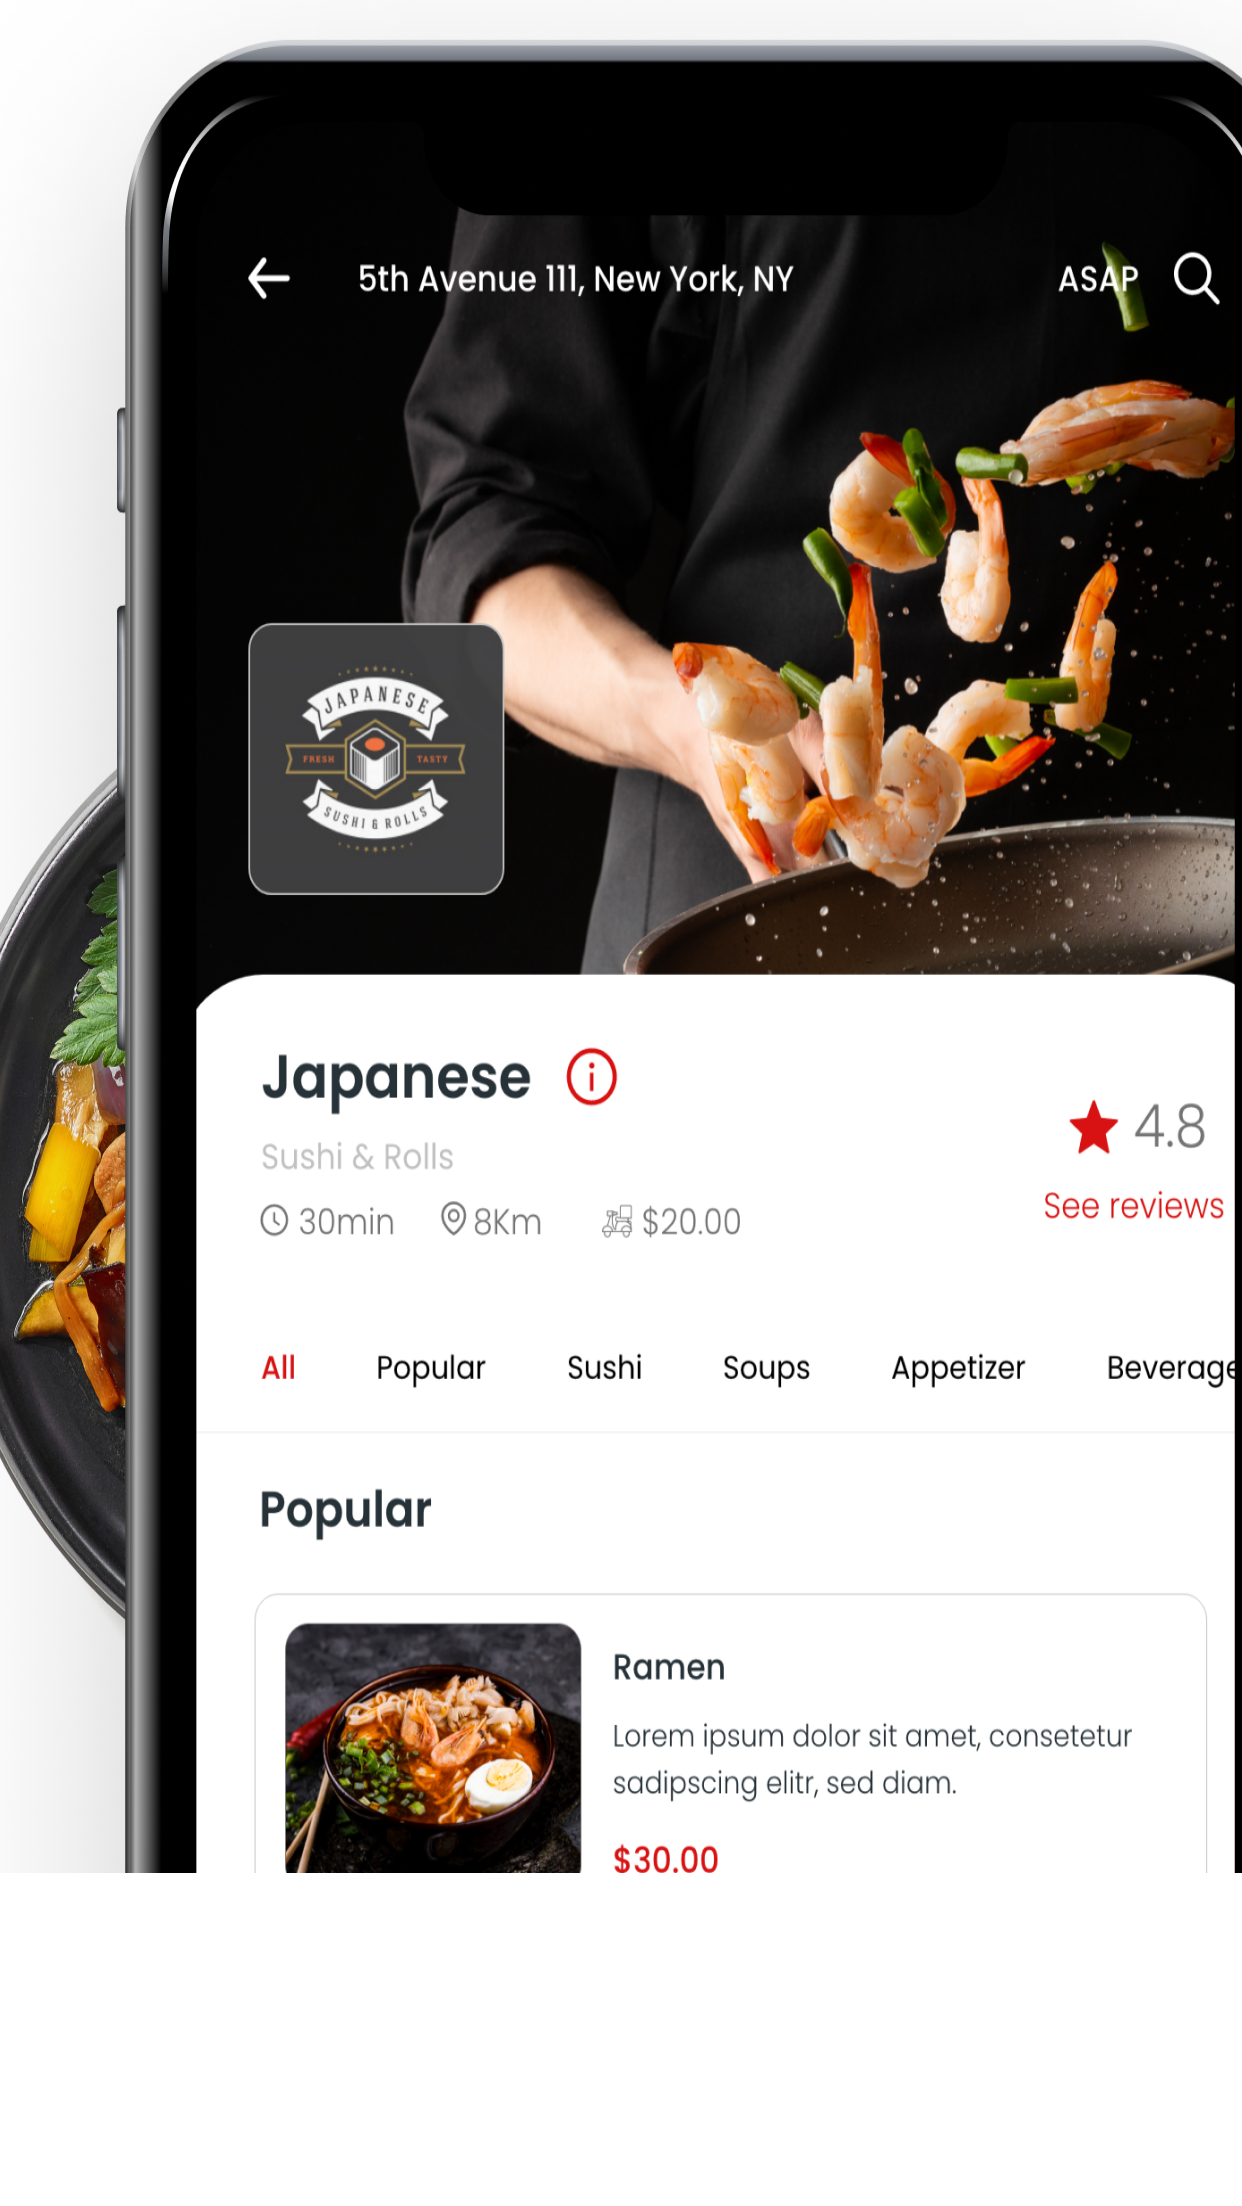 5th Avenue 111, New York, NY
ASAP
JAPANESE
FRESH TASTY
SUSHI & ROLLS
Japanese
4.8
Sushi & Rolls
See reviews
30min 8Km $20.00
All Popular Sushi Soups Appetizer Beverage
Popular
Ramen
Lorem ipsum dolor sit amet, consetetur
sadipscing elitr, sed diam.
$30.00